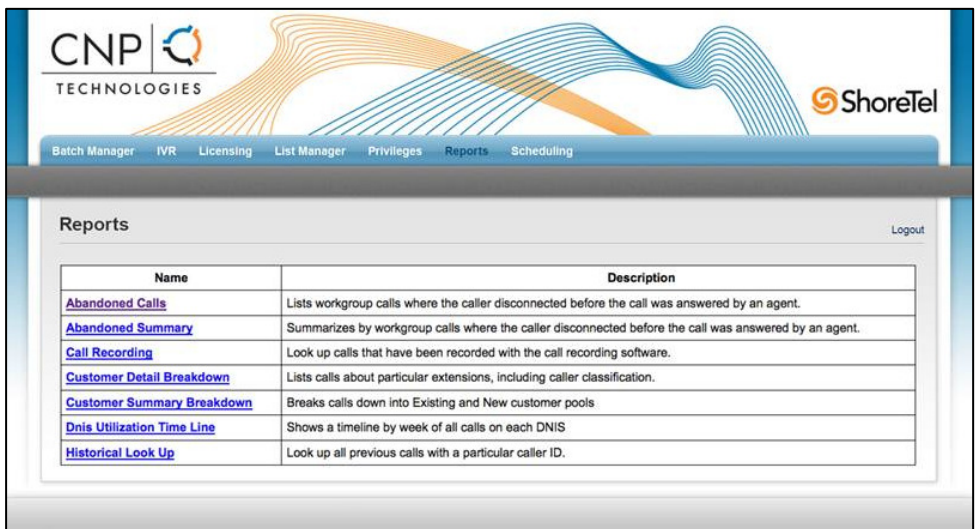 CNP
TECHNOLOGIES
ShoreTel
Batch Manager IVR Licensing List Manager Privileges Reports Scheduling
Reports
Logout
Name Description
Abandoned Calls Lists workgroup calls where the caller disconnected before the call was answered by an agent.
Abandoned Summary Summarizes by workgroup calls where the caller disconnected before the call was answered by an agent.
Call Recording Look up calls that have been recorded with the call recording software.
Customer Detail Breakdown Lists calls about particular extensions, including caller classification.
Customer Summary Breakdown Breaks calls down into Existing and New customer pools
Dnis Utilization Time Line Shows a timeline by week of all calls on each DNIS
Historical Look Up Look up all previous calls with a particular caller ID.